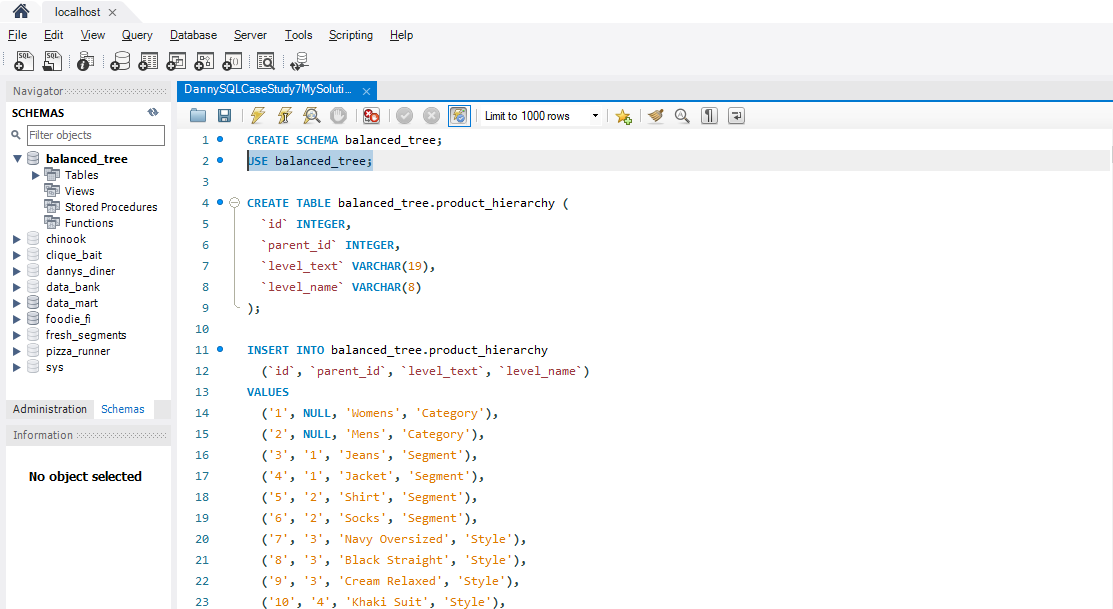 localhost
File Edit View Query Database Server Tools Scripting Help
Navigator
SCHEMAS
Filter objects
balanced_tree
Tables
Views
Stored Procedures
Functions
chinook
clique_bait
dannys_diner
data_bank
data_mart
foodie_fi
fresh_segments
pizza_runner
sys
Administration Schemas
Information
No object selected
DannySQLCaseStudy7MySoluti...
Limit to 1000 rows
1 CREATE SCHEMA balanced_tree;
2 USE balanced_tree;
3
4 CREATE TABLE balanced_tree.product_hierarchy (
5 `id` INTEGER,
6 `parent_id` INTEGER,
7 `level_text` VARCHAR(19),
8 `level_name` VARCHAR(8)
9 );
10
11 INSERT INTO balanced_tree.product_hierarchy
12 (`id`, `parent_id`, `level_text`, `level_name`)
13 VALUES
14 ('1', NULL, 'Womens', 'Category'),
15 ('2', NULL, 'Mens', 'Category'),
16 ('3', '1', 'Jeans', 'Segment'),
17 ('4', '1', 'Jacket', 'Segment'),
18 ('5', '2', 'Shirt', 'Segment'),
19 ('6', '2', 'Socks', 'Segment'),
20 ('7', '3', 'Navy Oversized', 'Style'),
21 ('8', '3', 'Black Straight', 'Style'),
22 ('9', '3', 'Cream Relaxed', 'Style'),
23 ('10', '4', 'Khaki Suit', 'Style'),